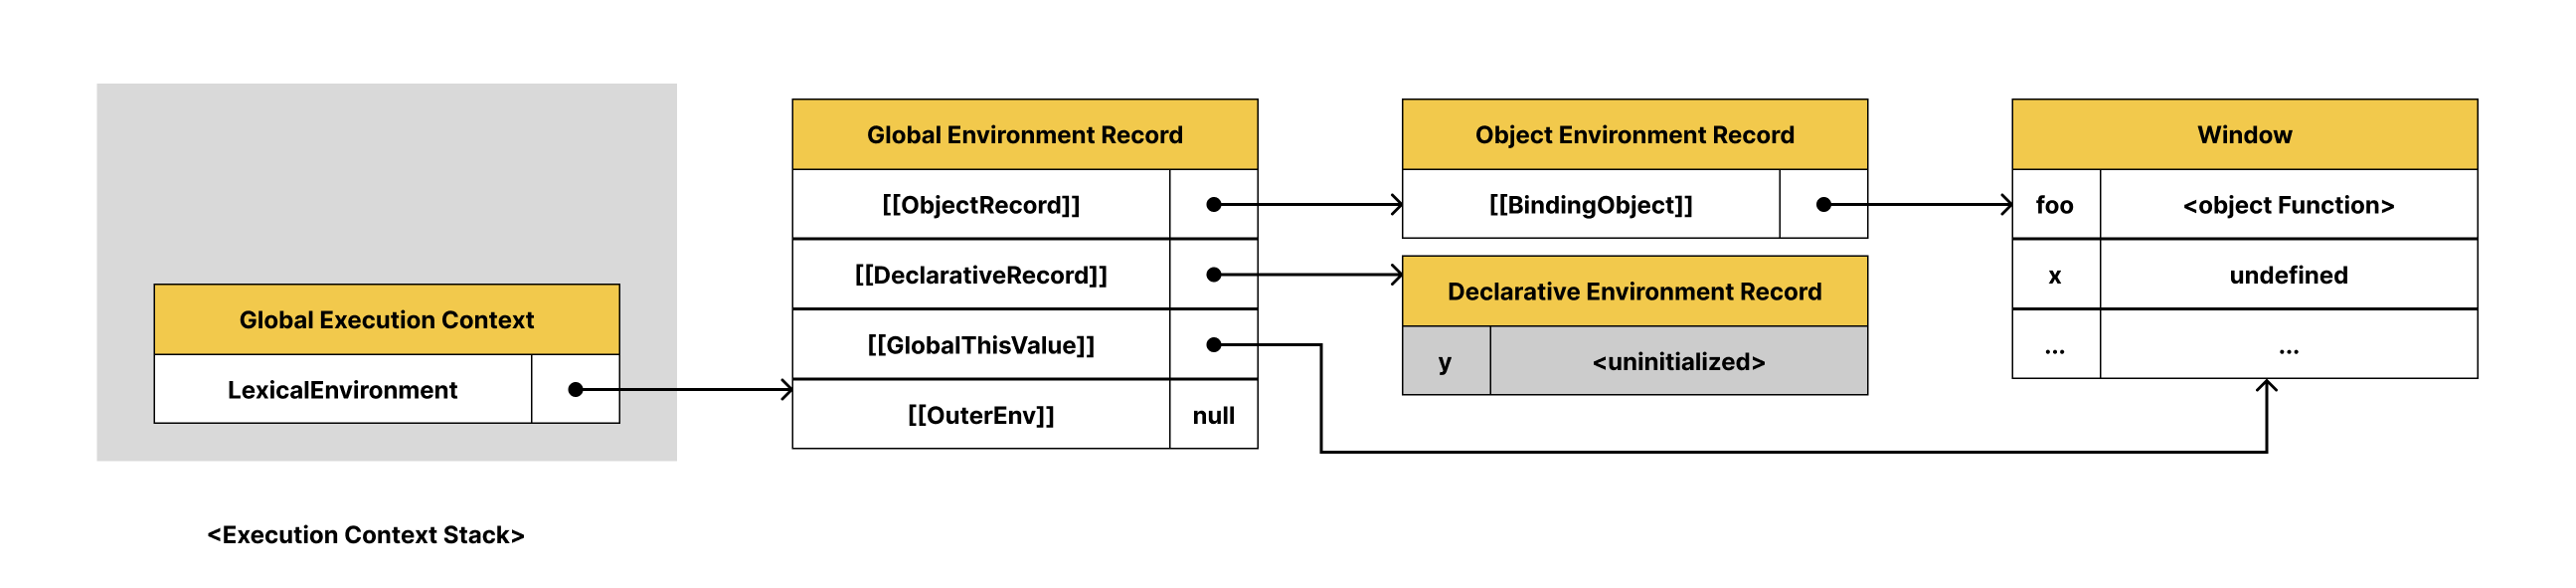 Global Execution Context
LexicalEnvironment
<Execution Context Stack>
Global Environment Record
[[ObjectRecord]]
[[DeclarativeRecord]]
[[GlobalThisValue]]
[[OuterEnv]] null
Object Environment Record
[[BindingObject]]
Declarative Environment Record
y <uninitialized>
Window
foo <object Function>
x undefined
... ...